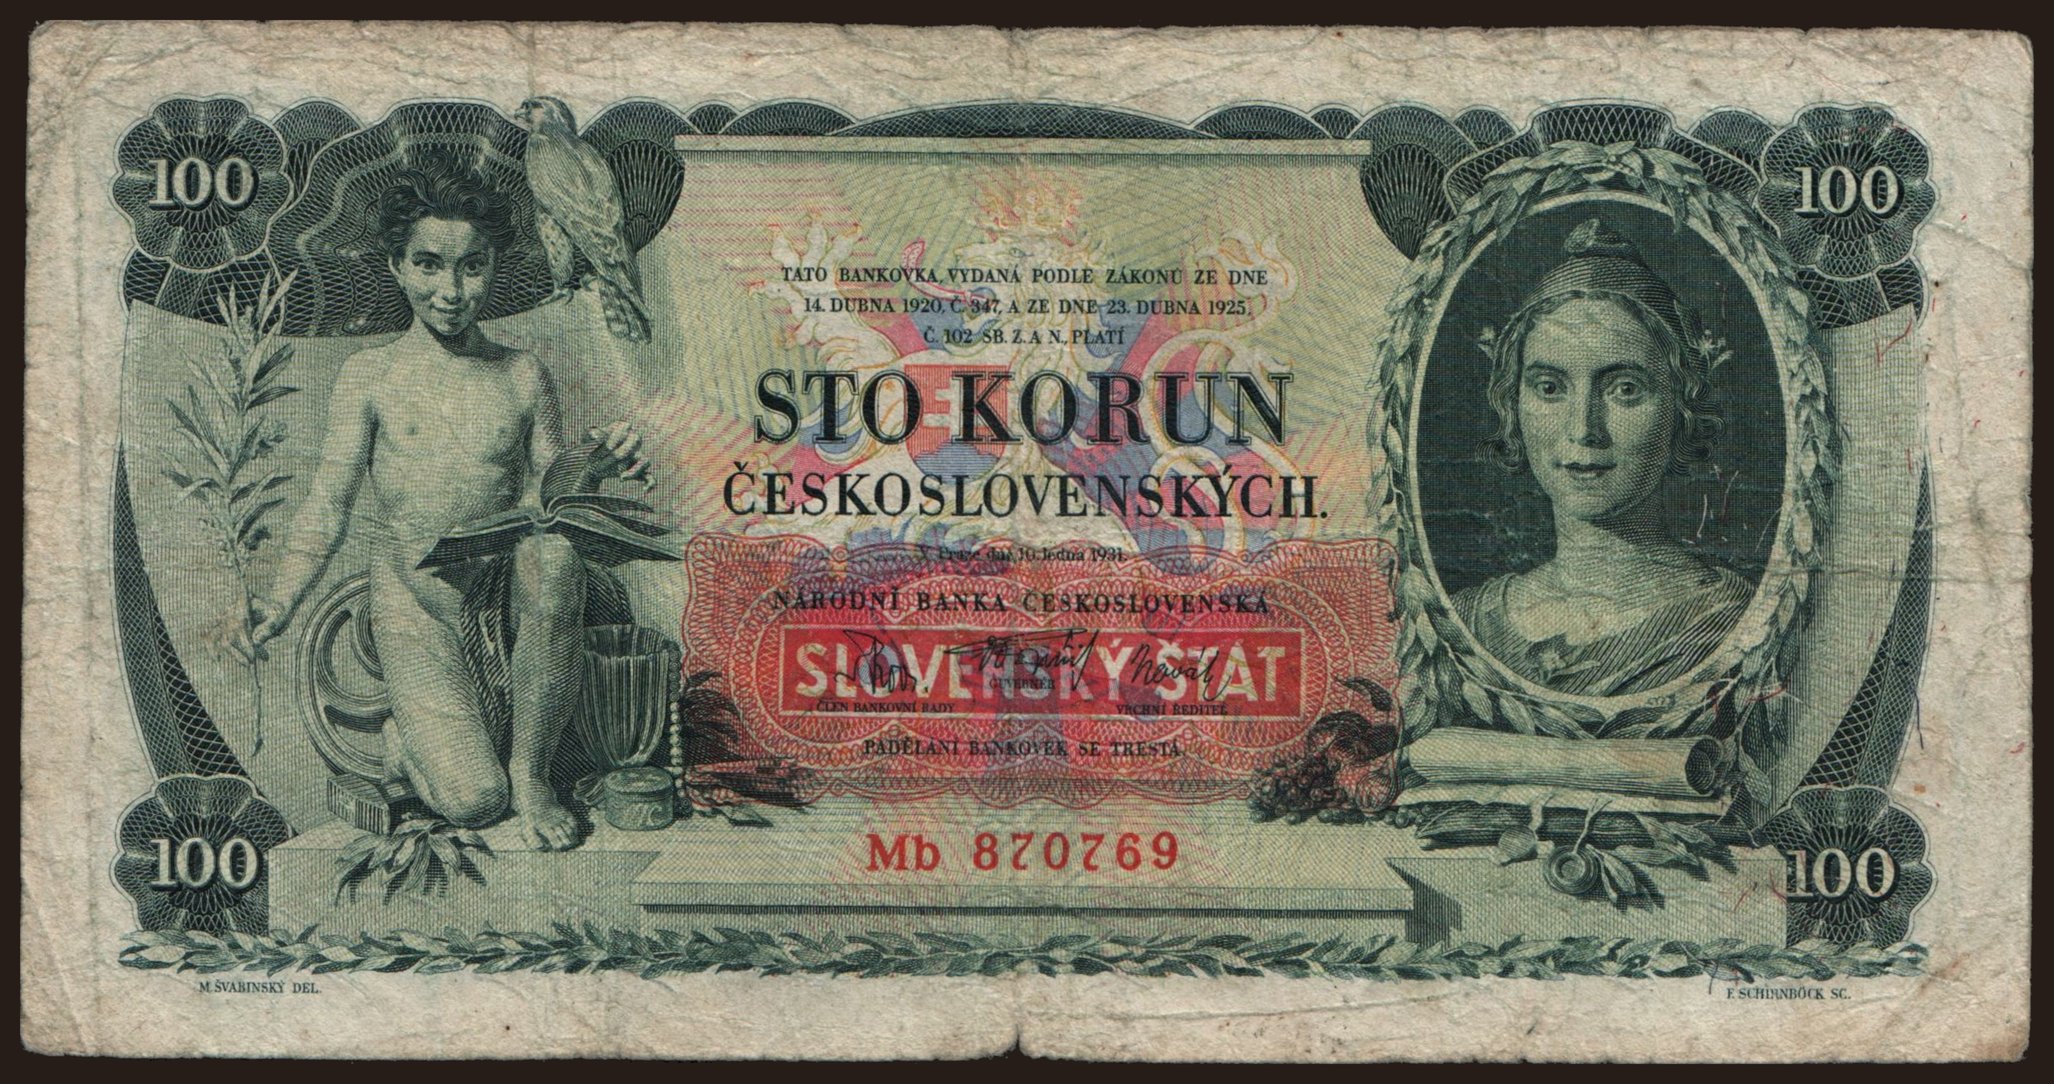 100
100
TATO BANKOVKA, VYDANÁ PODLE ZÁKONŮ ZE DNE
14. DUBNA 1920, Č. 347, A ZE DNE 23. DUBNA 1925,
Č. 102 SB. Z. A N., PLATÍ
STO KORUN
ČESKOSLOVENSKÝCH.
V Praze dne 10. ledna 1931.
NÁRODNÍ BANKA ČESKOSLOVENSKÁ
SLOVENSKÝ ŠTÁT
GUVERNÉR
ČLEN BANKOVNÍ RADY
VRCHNÍ ŘEDITEL
PADĚLÁNÍ BANKOVEK SE TRESTÁ.
Mb 870769
100
100
M. ŠVABINSKÝ DEL.
F. SCHIRNBÖCK SC.